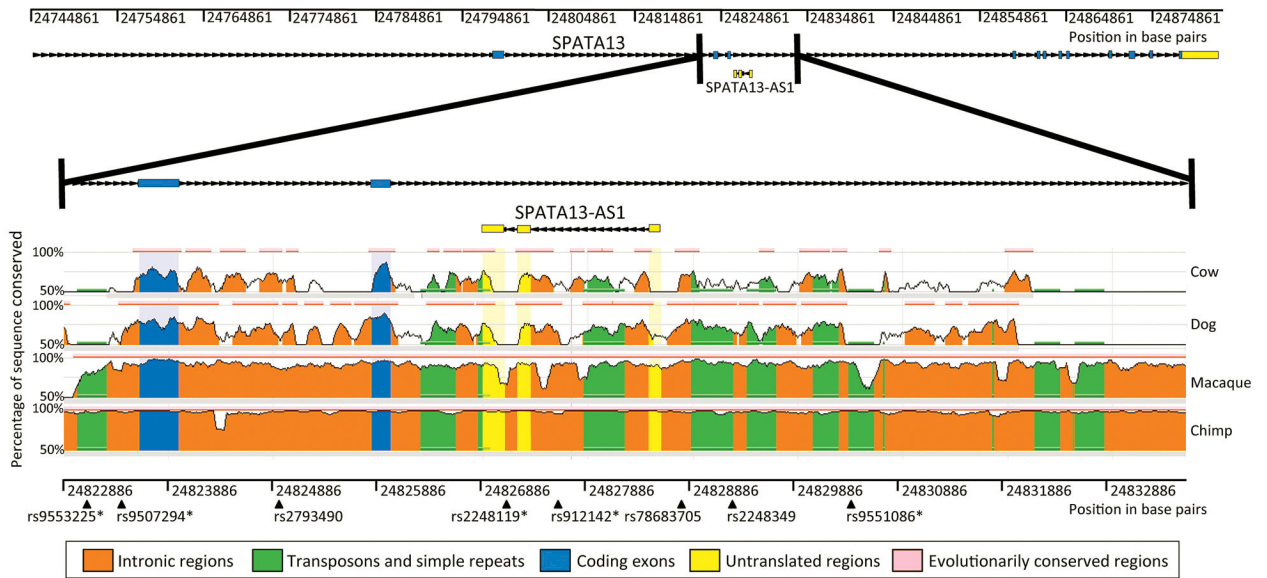 24744861 24754861 24764861 24774861 24784861 24794861 24804861 24814861 24824861 24834861 24844861 24854861 24864861 24874861
Position in base pairs
SPATA13
SPATA13-AS1
SPATA13-AS1
Percentage of sequence conserved
100%
50%
Cow
100%
50%
Dog
100%
50%
Macaque
100%
50%
Chimp
24822886 24823886 24824886 24825886 24826886 24827886 24828886 24829886 24830886 24831886 24832886
rs9553225* rs9507294* rs2793490 rs2248119* rs912142* rs78683705 rs2248349 rs9551086*
Position in base pairs
Intronic regions Transposons and simple repeats Coding exons Untranslated regions Evolutionarily conserved regions